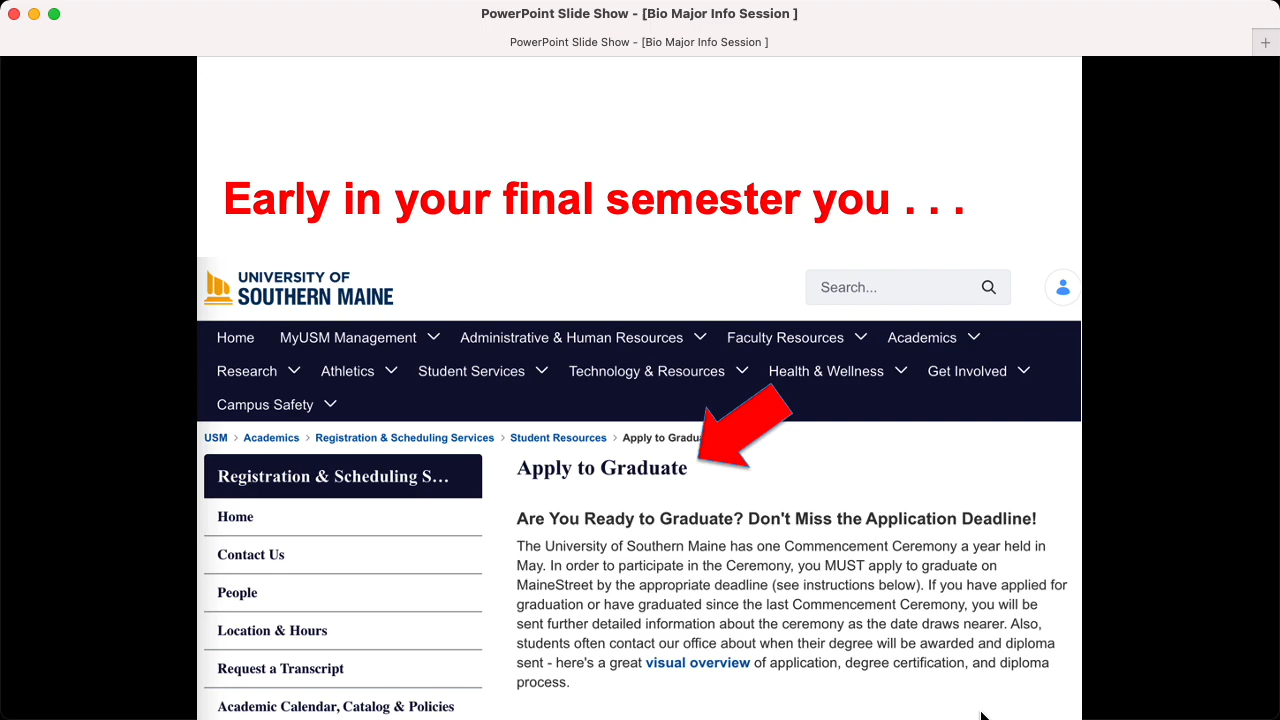 PowerPoint Slide Show - [Bio Major Info Session ]
PowerPoint Slide Show - [Bio Major Info Session ]
Early in your final semester you . . .
UNIVERSITY OF
SOUTHERN MAINE
Search...
Home MyUSM Management Administrative & Human Resources Faculty Resources Academics
Research Athletics Student Services Technology & Resources Health & Wellness Get Involved
Campus Safety
USM > Academics > Registration & Scheduling Services > Student Resources > Apply to
Registration & Scheduling S...
Home
Contact Us
People
Location & Hours
Request a Transcript
Academic Calendar, Catalog & Policies
Apply to Graduate
Are You Ready to Graduate? Don't Miss the Application Deadline!
The University of Southern Maine has one Commencement Ceremony a year held in
May. In order to participate in the Ceremony, you MUST apply to graduate on
MaineStreet by the appropriate deadline (see instructions below). If you have applied for
graduation or have graduated since the last Commencement Ceremony, you will be
sent further detailed information about the ceremony as the date draws nearer. Also,
students often contact our office about when their degree will be awarded and diploma
sent - here's a great visual overview of application, degree certification, and diploma
process.